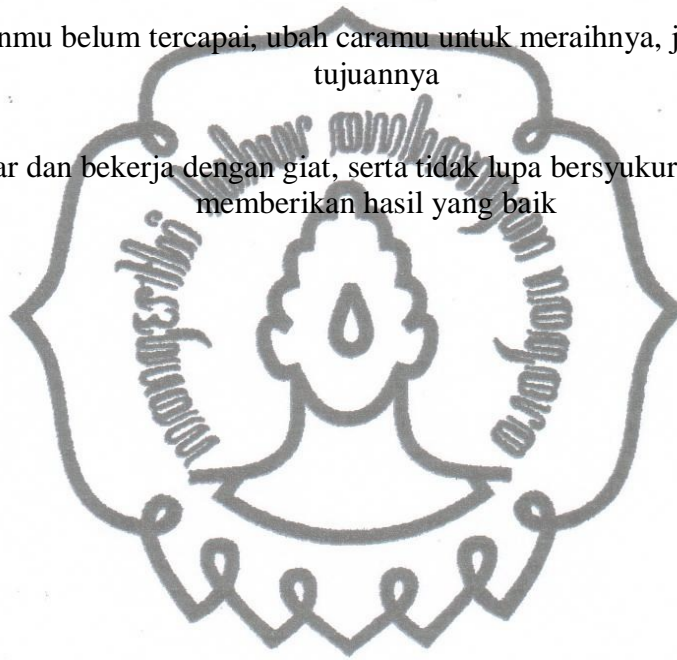 nmu belum tercapai, ubah caramu untuk meraihnya, j
tujuannya
ar dan bekerja dengan giat, serta tidak lupa bersyukur
memberikan hasil yang baik